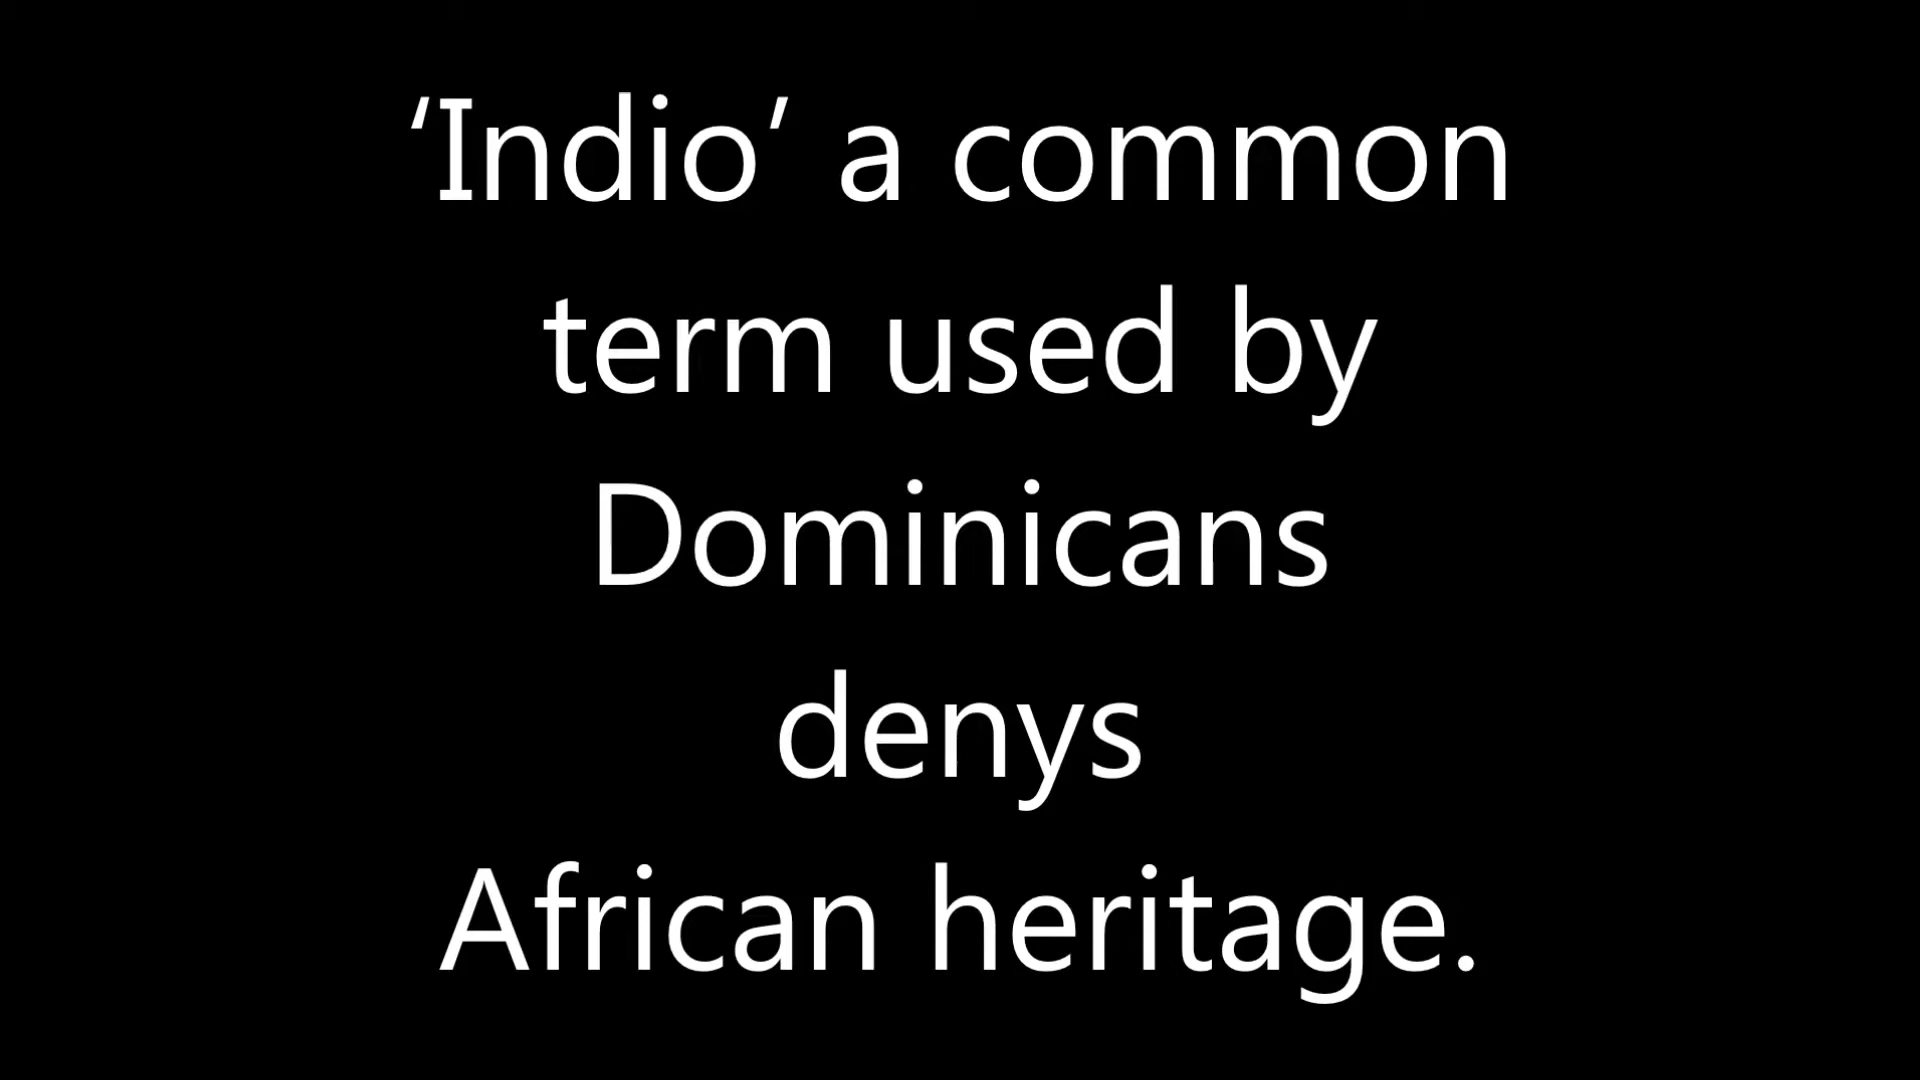 ‘Indio’ a common
term used by
Dominicans
denys
African heritage.